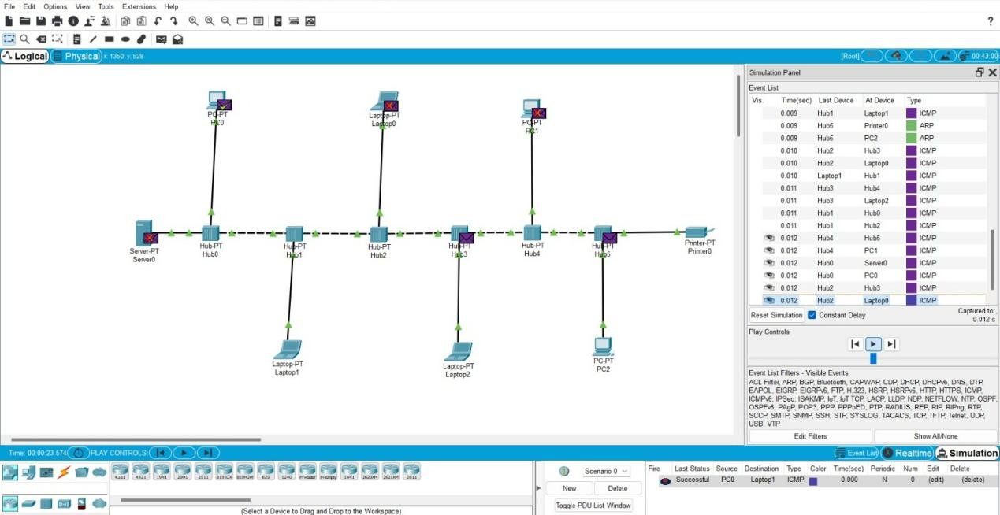 File Edit Options View Tools Extensions Help
?
Logical Physical x: 1350, y: 528 [Root] 00:43:00
Simulation Panel
Event List
Vis. Time(sec) Last Device At Device Type
0.009 Hub1 Laptop1 ICMP
0.009 Hub5 Printer0 ARP
0.009 Hub5 PC2 ARP
0.010 Hub2 Hub3 ICMP
0.010 Hub2 Laptop0 ICMP
0.010 Laptop1 Hub1 ICMP
0.011 Hub3 Hub4 ICMP
0.011 Hub3 Laptop2 ICMP
0.011 Hub1 Hub0 ICMP
0.011 Hub1 Hub2 ICMP
0.012 Hub4 Hub5 ICMP
0.012 Hub4 PC1 ICMP
0.012 Hub0 Server0 ICMP
0.012 Hub0 PC0 ICMP
0.012 Hub2 Hub3 ICMP
0.012 Hub2 Laptop0 ICMP
Reset Simulation Constant Delay Captured to:
0.012 s
Play Controls
Event List Filters - Visible Events
ACL Filter, ARP, BGP, Bluetooth, CAPWAP, CDP, DHCP, DHCPv6, DNS, DTP,
EAPOL, EIGRP, EIGRPv6, FTP, H.323, HSRP, HSRPv6, HTTP, HTTPS, ICMP,
ICMPv6, IPSec, ISAKMP, IoT, IoT TCP, LACP, LLDP, NDP, NETFLOW, NTP, OSPF,
OSPFv6, PAgP, POP3, PPP, PPPoED, PTP, RADIUS, REP, RIP, RIPng, RTP,
SCCP, SMTP, SNMP, SSH, STP, SYSLOG, TACACS, TCP, TFTP, Telnet, UDP,
USB, VTP
Edit Filters Show All/None
PC-PT
PC0
Laptop-PT
Laptop0
PC-PT
PC1
Server-PT
Server0
Hub-PT
Hub0
Hub-PT
Hub1
Hub-PT
Hub2
Hub-PT
Hub3
Hub-PT
Hub4
Hub-PT
Hub5
Printer-PT
Printer0
Laptop-PT
Laptop1
Laptop-PT
Laptop2
PC-PT
PC2
Time: 00:00:23.574 PLAY CONTROLS: Event List Realtime Simulation
4331 4321 1941 2901 2911 819IOX 819HGW 829 1240 PT-Router PT-Empty 1841 2620XM 2621XM 2811
(Select a Device to Drag and Drop to the Workspace)
Scenario 0
New Delete
Toggle PDU List Window
Fire Last Status Source Destination Type Color Time(sec) Periodic Num Edit Delete
Successful PC0 Laptop1 ICMP 0.000 N 0 (edit) (delete)